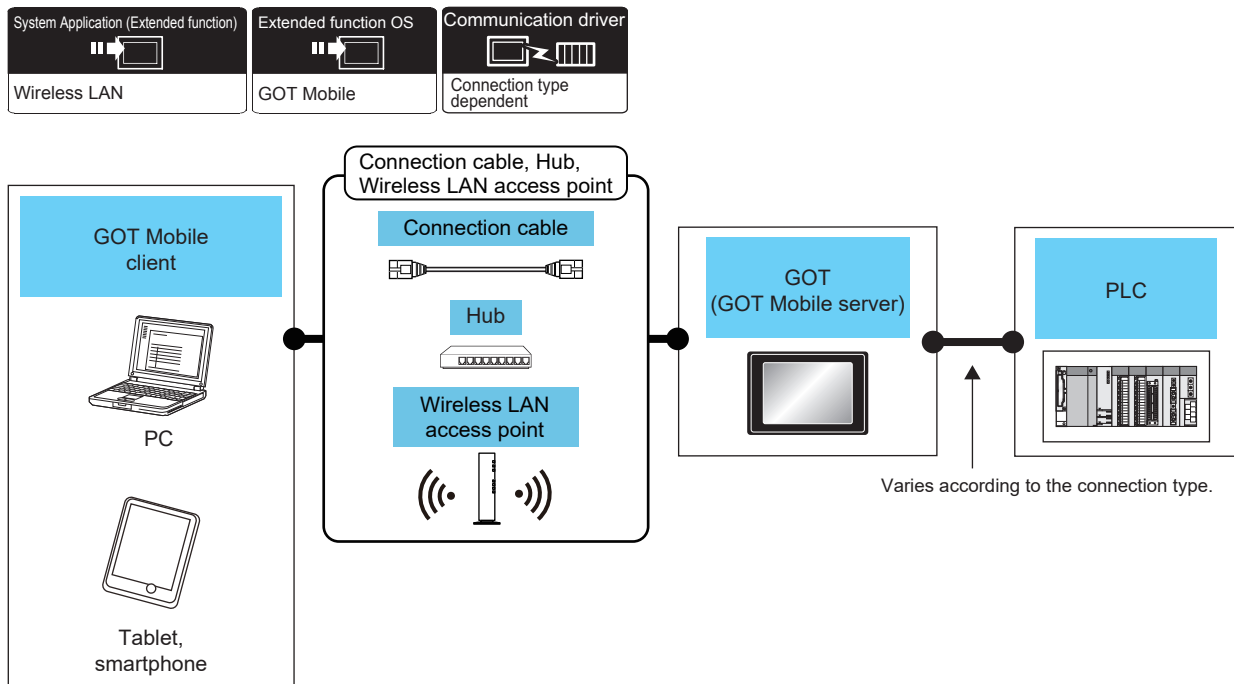 System Application (Extended function)
Wireless LAN
Extended function OS
GOT Mobile
Communication driver
Connection type
dependent
Connection cable, Hub,
Wireless LAN access point
GOT Mobile
client
PC
Tablet,
smartphone
Connection cable
Hub
Wireless LAN
access point
GOT
(GOT Mobile server)
PLC
Varies according to the connection type.